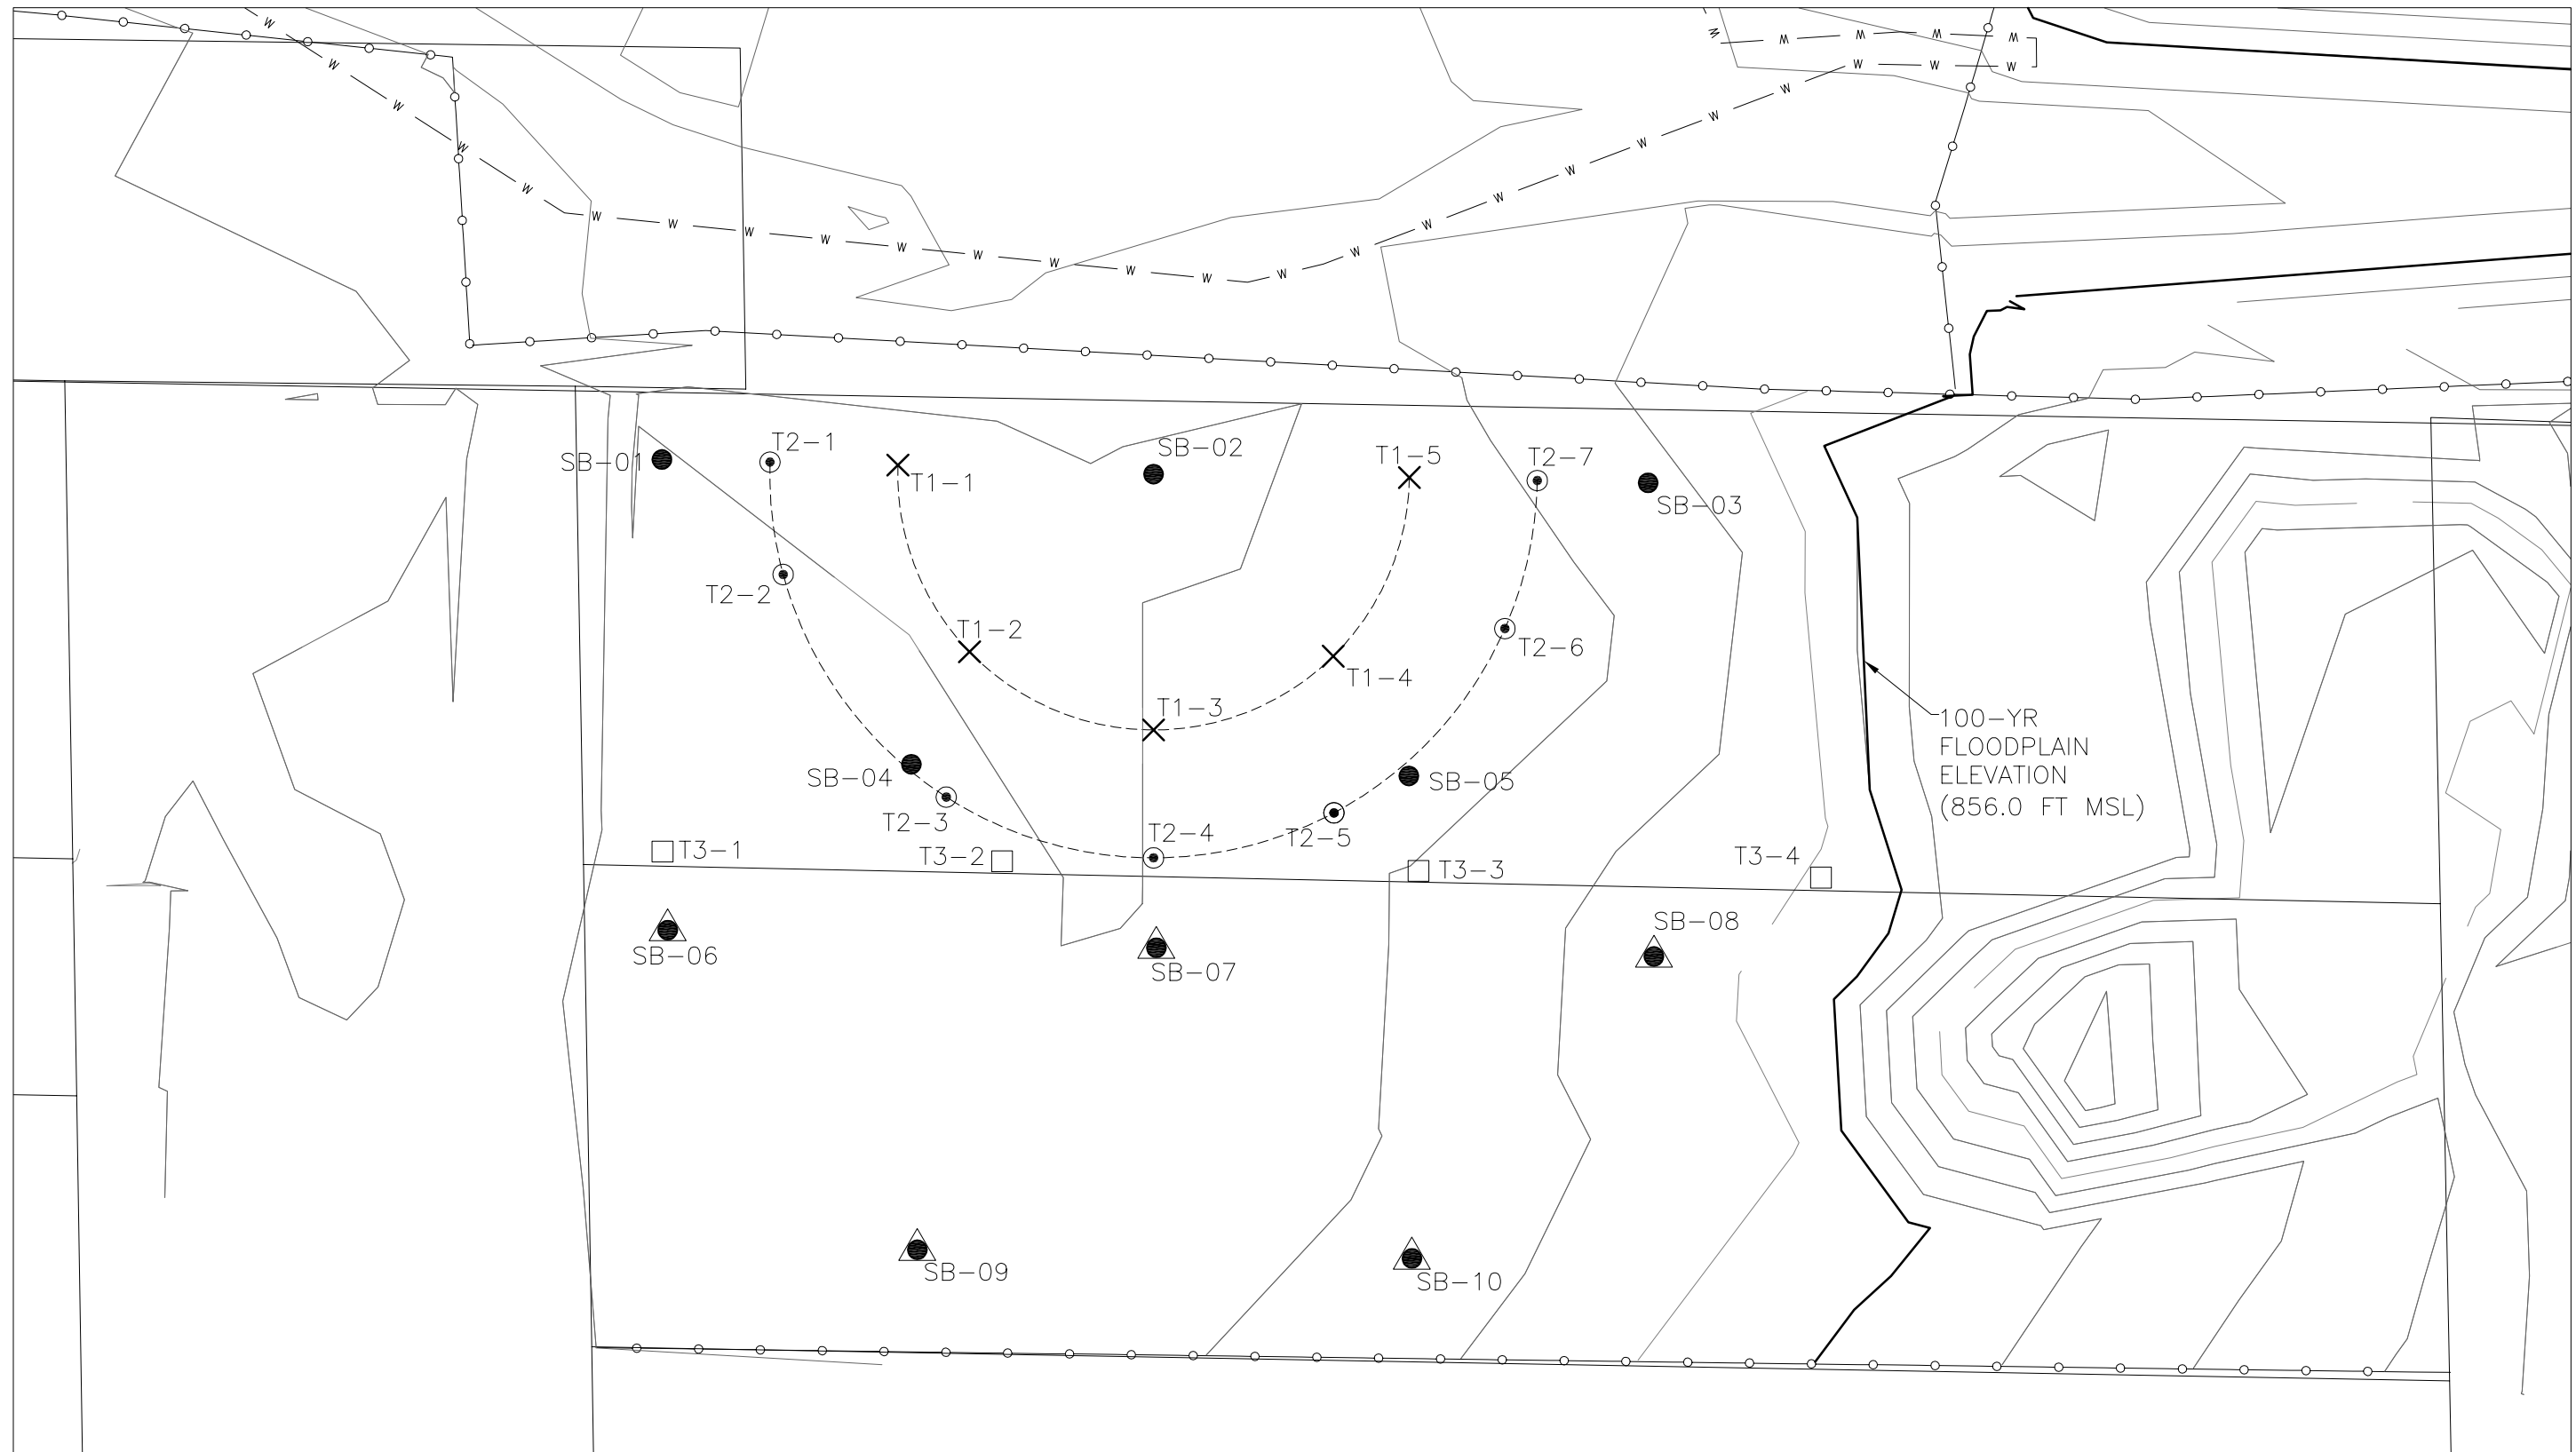 W W W W W
W W W
W W W
W W
W W
W W W
W W W
W W W W W
W W W W
T2-1
SB-02
T1-5
T2-7
SB-01
T1-1
SB-03
T2-2
T1-2
T2-6
T1-4
T1-3
100-YR
FLOODPLAIN
ELEVATION
(856.0 FT MSL)
SB-04
SB-05
T2-3
T2-4
T2-5
T3-1
T3-2
T3-3
T3-4
SB-06
SB-07
SB-08
SB-09
SB-10